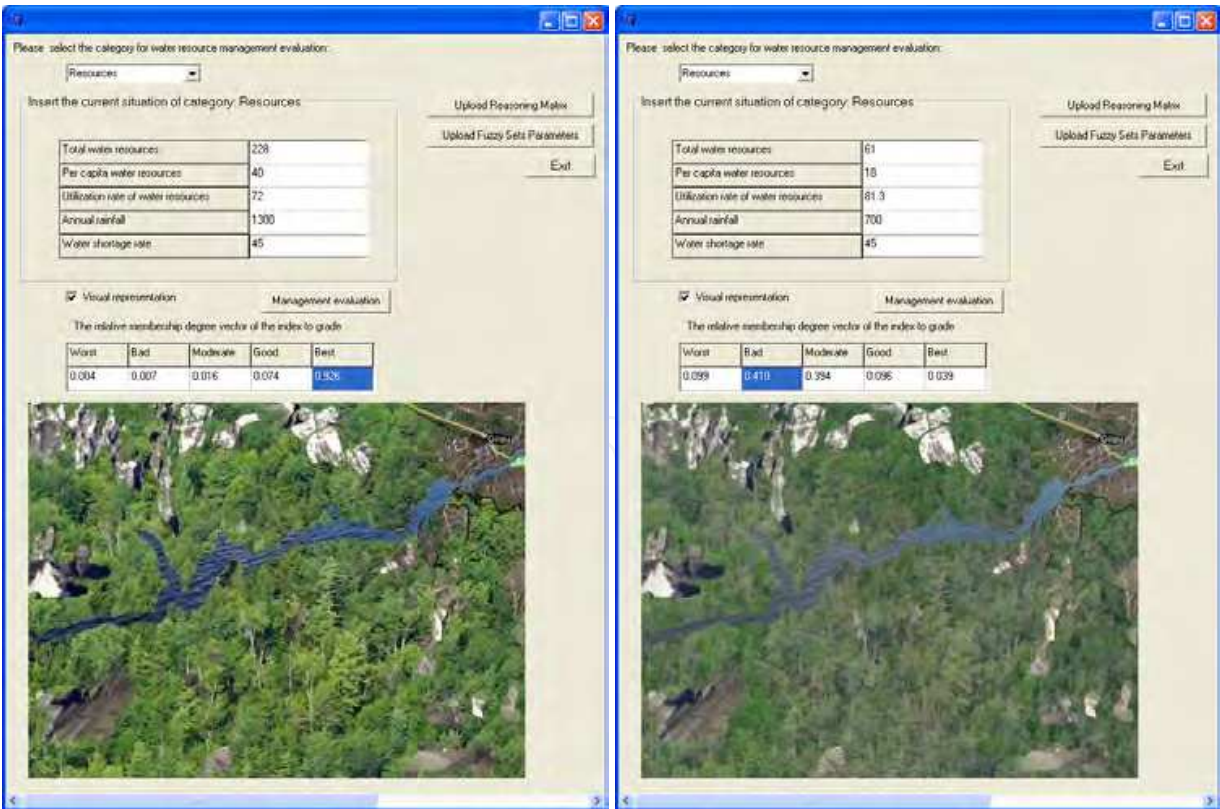 Please select the category for water resource management evaluation:
Resources
Insert the current situation of category: Resources
Upload Reasoning Matrix
Upload Fuzzy Sets Parameters
Exit
Total water resources 228
Per capita water resources 40
Utilization rate of water resources 72
Annual rainfall 1300
Water shortage rate 45
Visual representation
Management evaluation
The relative membership degree vector of the index to grade
Worst Bad Moderate Good Best
0.004 0.007 0.016 0.074 0.926
Please select the category for water resource management evaluation:
Resources
Insert the current situation of category: Resources
Upload Reasoning Matrix
Upload Fuzzy Sets Parameters
Exit
Total water resources 61
Per capita water resources 18
Utilization rate of water resources 81.3
Annual rainfall 700
Water shortage rate 45
Visual representation
Management evaluation
The relative membership degree vector of the index to grade
Worst Bad Moderate Good Best
0.099 0.410 0.394 0.096 0.039